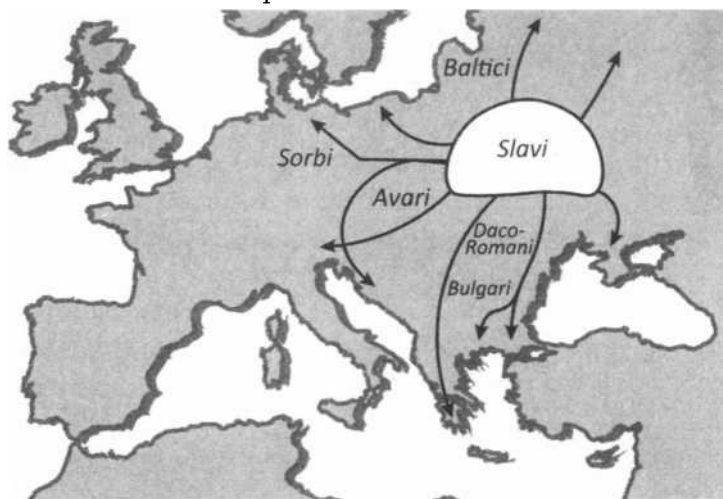 Baltici
Slavi
Sorbi
Avari
Daco-
Romani
Bulgari